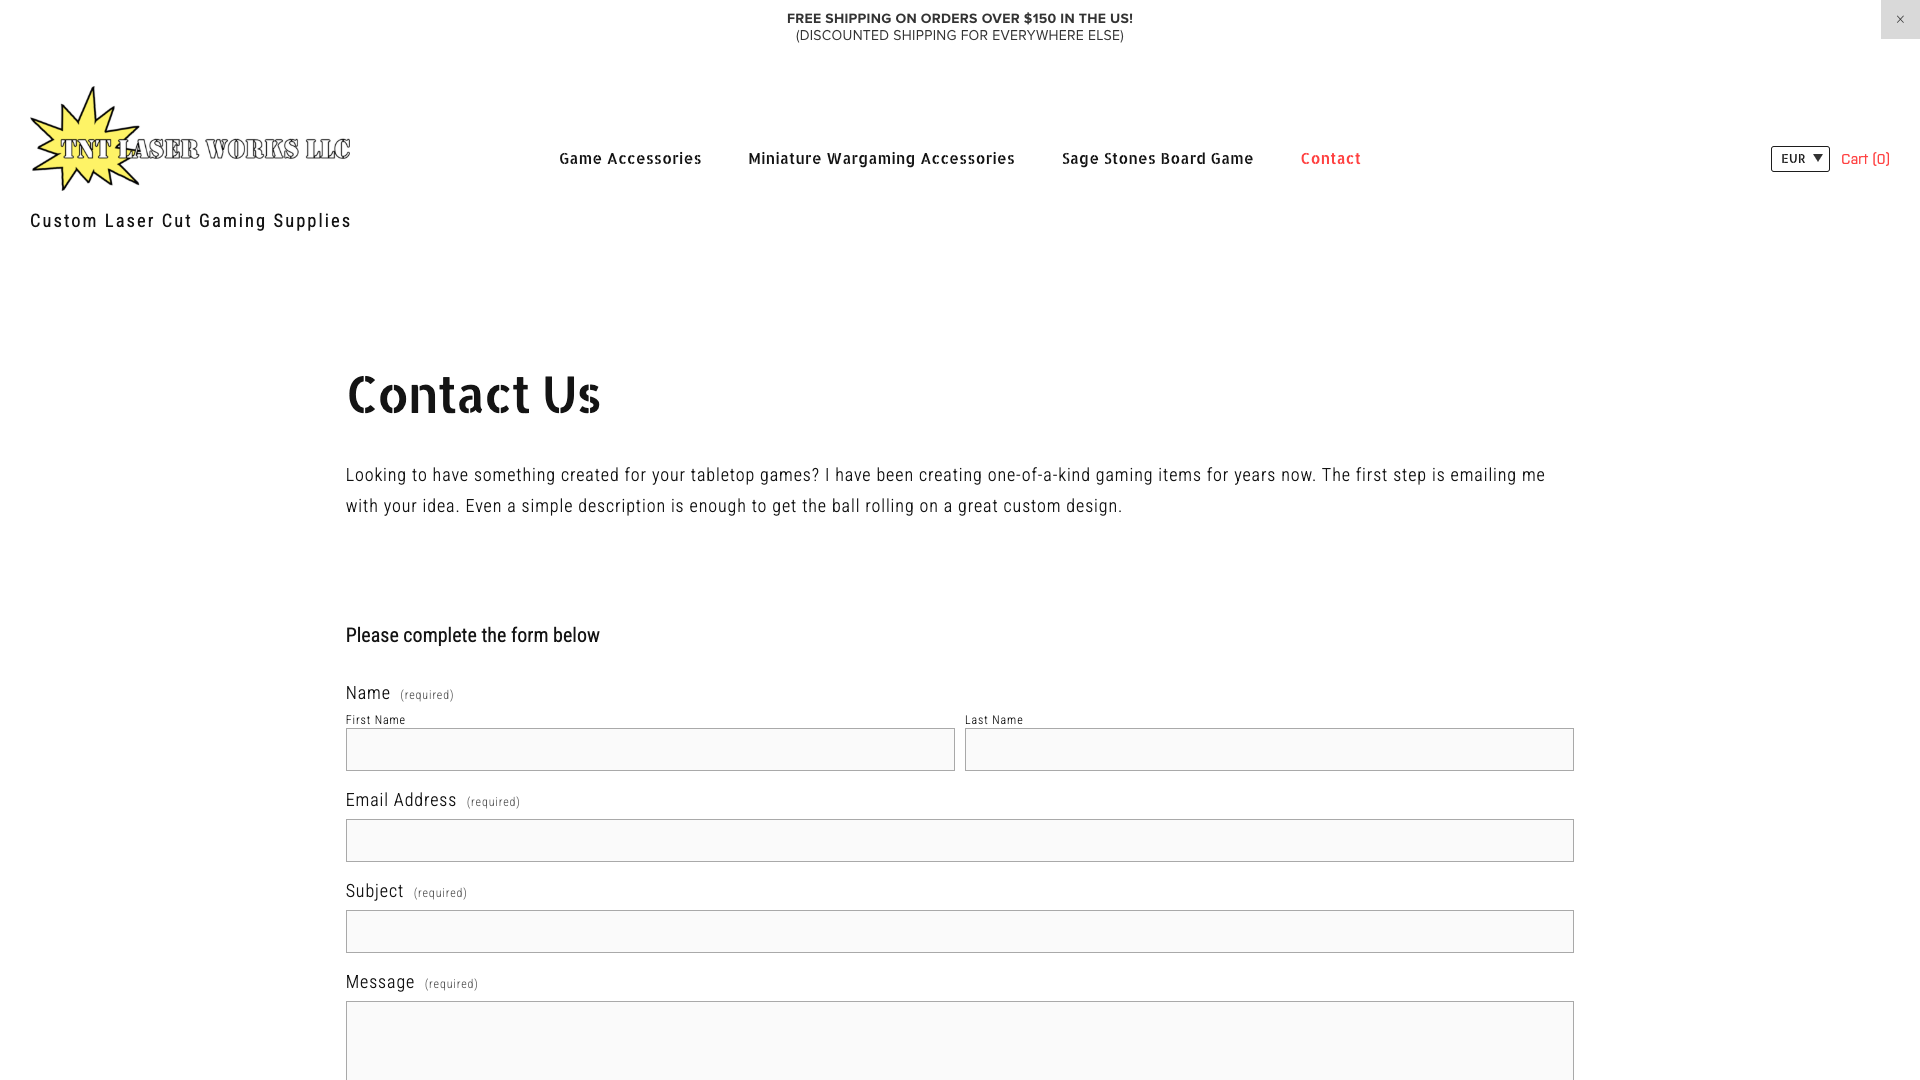 FREE SHIPPING ON ORDERS OVER $150 IN THE US!
(DISCOUNTED SHIPPING FOR EVERYWHERE ELSE)
×
TNT LASER WORKS LLC
Custom Laser Cut Gaming Supplies
Game Accessories
Miniature Wargaming Accessories
Sage Stones Board Game
Contact
EUR ▼
Cart (0)
Contact Us
Looking to have something created for your tabletop games? I have been creating one-of-a-kind gaming items for years now. The first step is emailing me
with your idea. Even a simple description is enough to get the ball rolling on a great custom design.
Please complete the form below
Name (required)
First Name
Last Name
Email Address (required)
Subject (required)
Message (required)